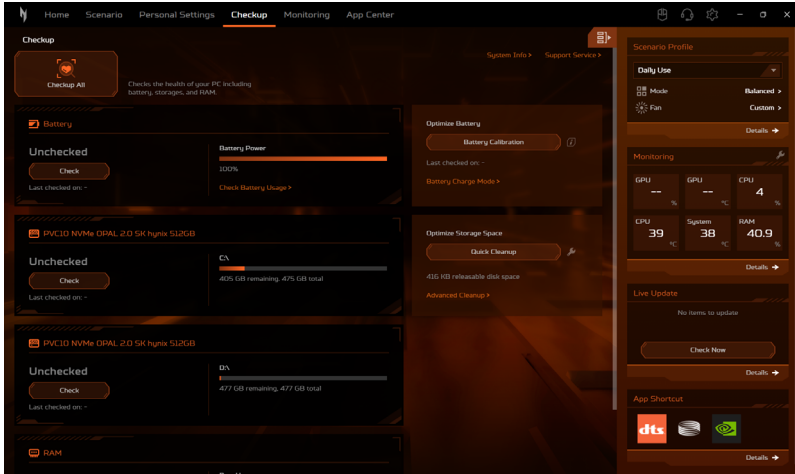 Home Scenario Personal Settings Checkup Monitoring App Center
Checkup
System Info > Support Service >
Checkup All
Checks the health of your PC including
battery, storages, and RAM.
Battery
Unchecked
Check
Last checked on: -
Battery Power
100%
Check Battery Usage >
Optimize Battery
Battery Calibration
Last checked on: -
Battery Charge Mode >
PVC10 NVMe OPAL 2.0 SK hynix 512GB
Unchecked
Check
Last checked on: -
C:\
405 GB remaining, 475 GB total
Optimize Storage Space
Quick Cleanup
416 KB releasable disk space
Advanced Cleanup >
PVC10 NVMe OPAL 2.0 SK hynix 512GB
Unchecked
Check
Last checked on: -
D:\
477 GB remaining, 477 GB total
RAM
Scenario Profile
Daily Use
Mode Balanced >
Fan Custom >
Details →
Monitoring
GPU GPU CPU
-- -- 4
% °C %
CPU System RAM
39 38 40.9
°C °C %
Details →
Live Update
No items to update
Check Now
Details →
App Shortcut
dts
Details →